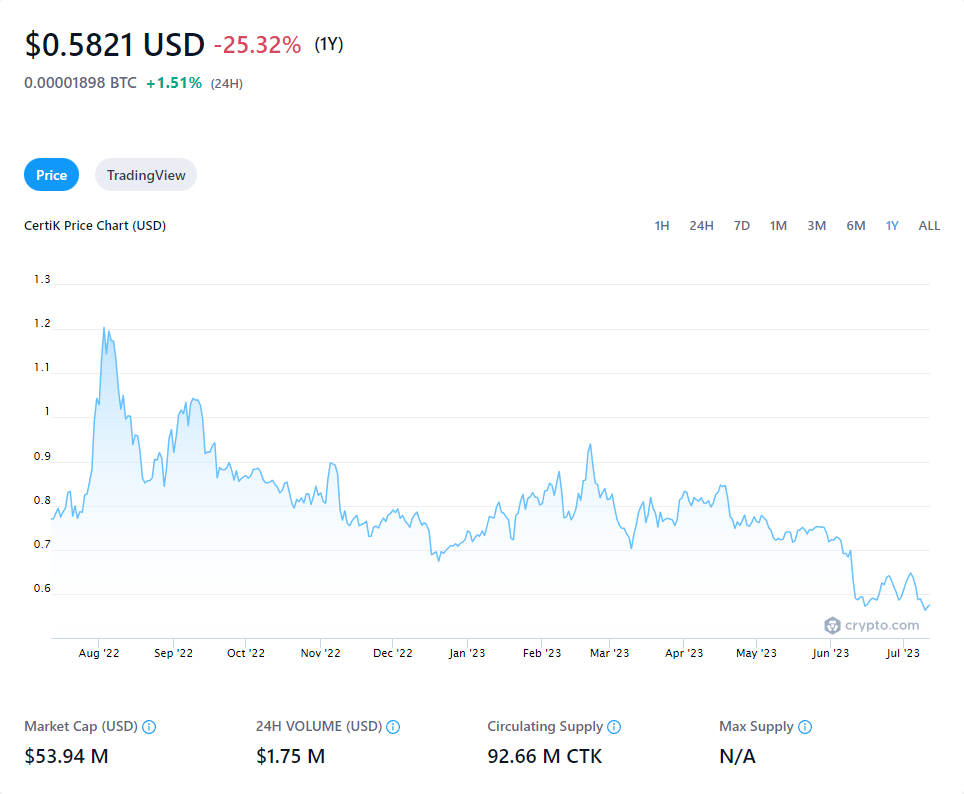 $0.5821 USD -25.32% (1Y)
0.00001898 BTC +1.51% (24H)
Price TradingView
CertiK Price Chart (USD) 1H 24H 7D 1M 3M 6M 1Y ALL
1.3
1.2
1.1
1
0.9
0.8
0.7
0.6
crypto.com
Aug '22 Sep '22 Oct '22 Nov '22 Dec '22 Jan '23 Feb '23 Mar '23 Apr '23 May '23 Jun '23 Jul '23
Market Cap (USD) 24H VOLUME (USD) Circulating Supply Max Supply
$53.94 M $1.75 M 92.66 M CTK N/A